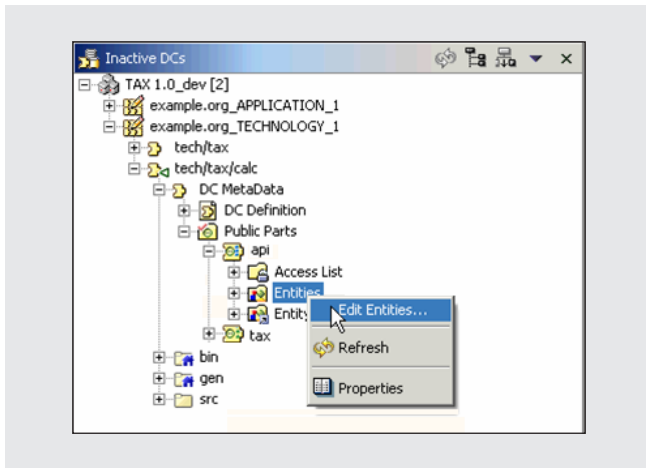 Inactive DCs
TAX 1.0_dev [2]
example.org_APPLICATION_1
example.org_TECHNOLOGY_1
tech/tax
tech/tax/calc
DC MetaData
DC Definition
Public Parts
api
Access List
Entities
Edit Entities...
Entity
Refresh
tax
bin
Properties
gen
src